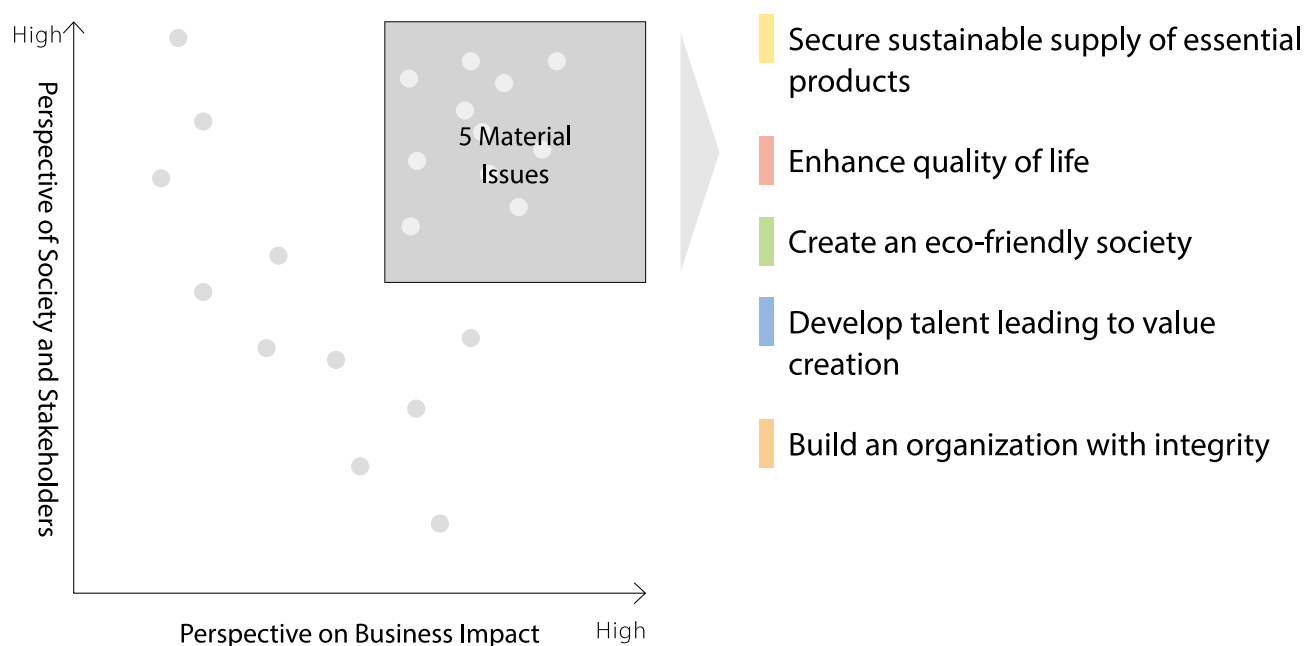 High
Perspective of Society and Stakeholders
5 Material
Issues
Perspective on Business Impact
High
Secure sustainable supply of essential
products
Enhance quality of life
Create an eco-friendly society
Develop talent leading to value
creation
Build an organization with integrity